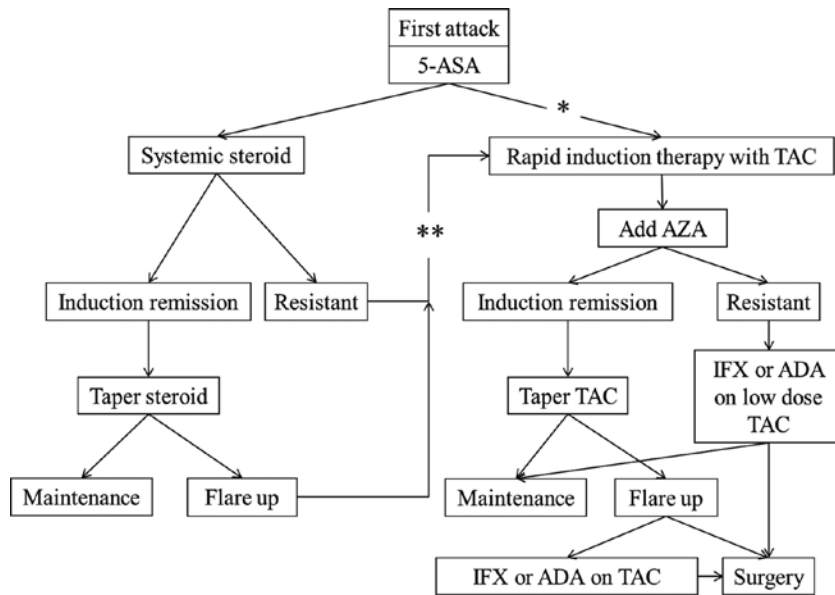 First attack
5-ASA
*
Systemic steroid
Rapid induction therapy with TAC
**
Add AZA
Induction remission
Resistant
Induction remission
Resistant
Taper steroid
Taper TAC
IFX or ADA
on low dose
TAC
Maintenance
Flare up
Maintenance
Flare up
IFX or ADA on TAC
Surgery